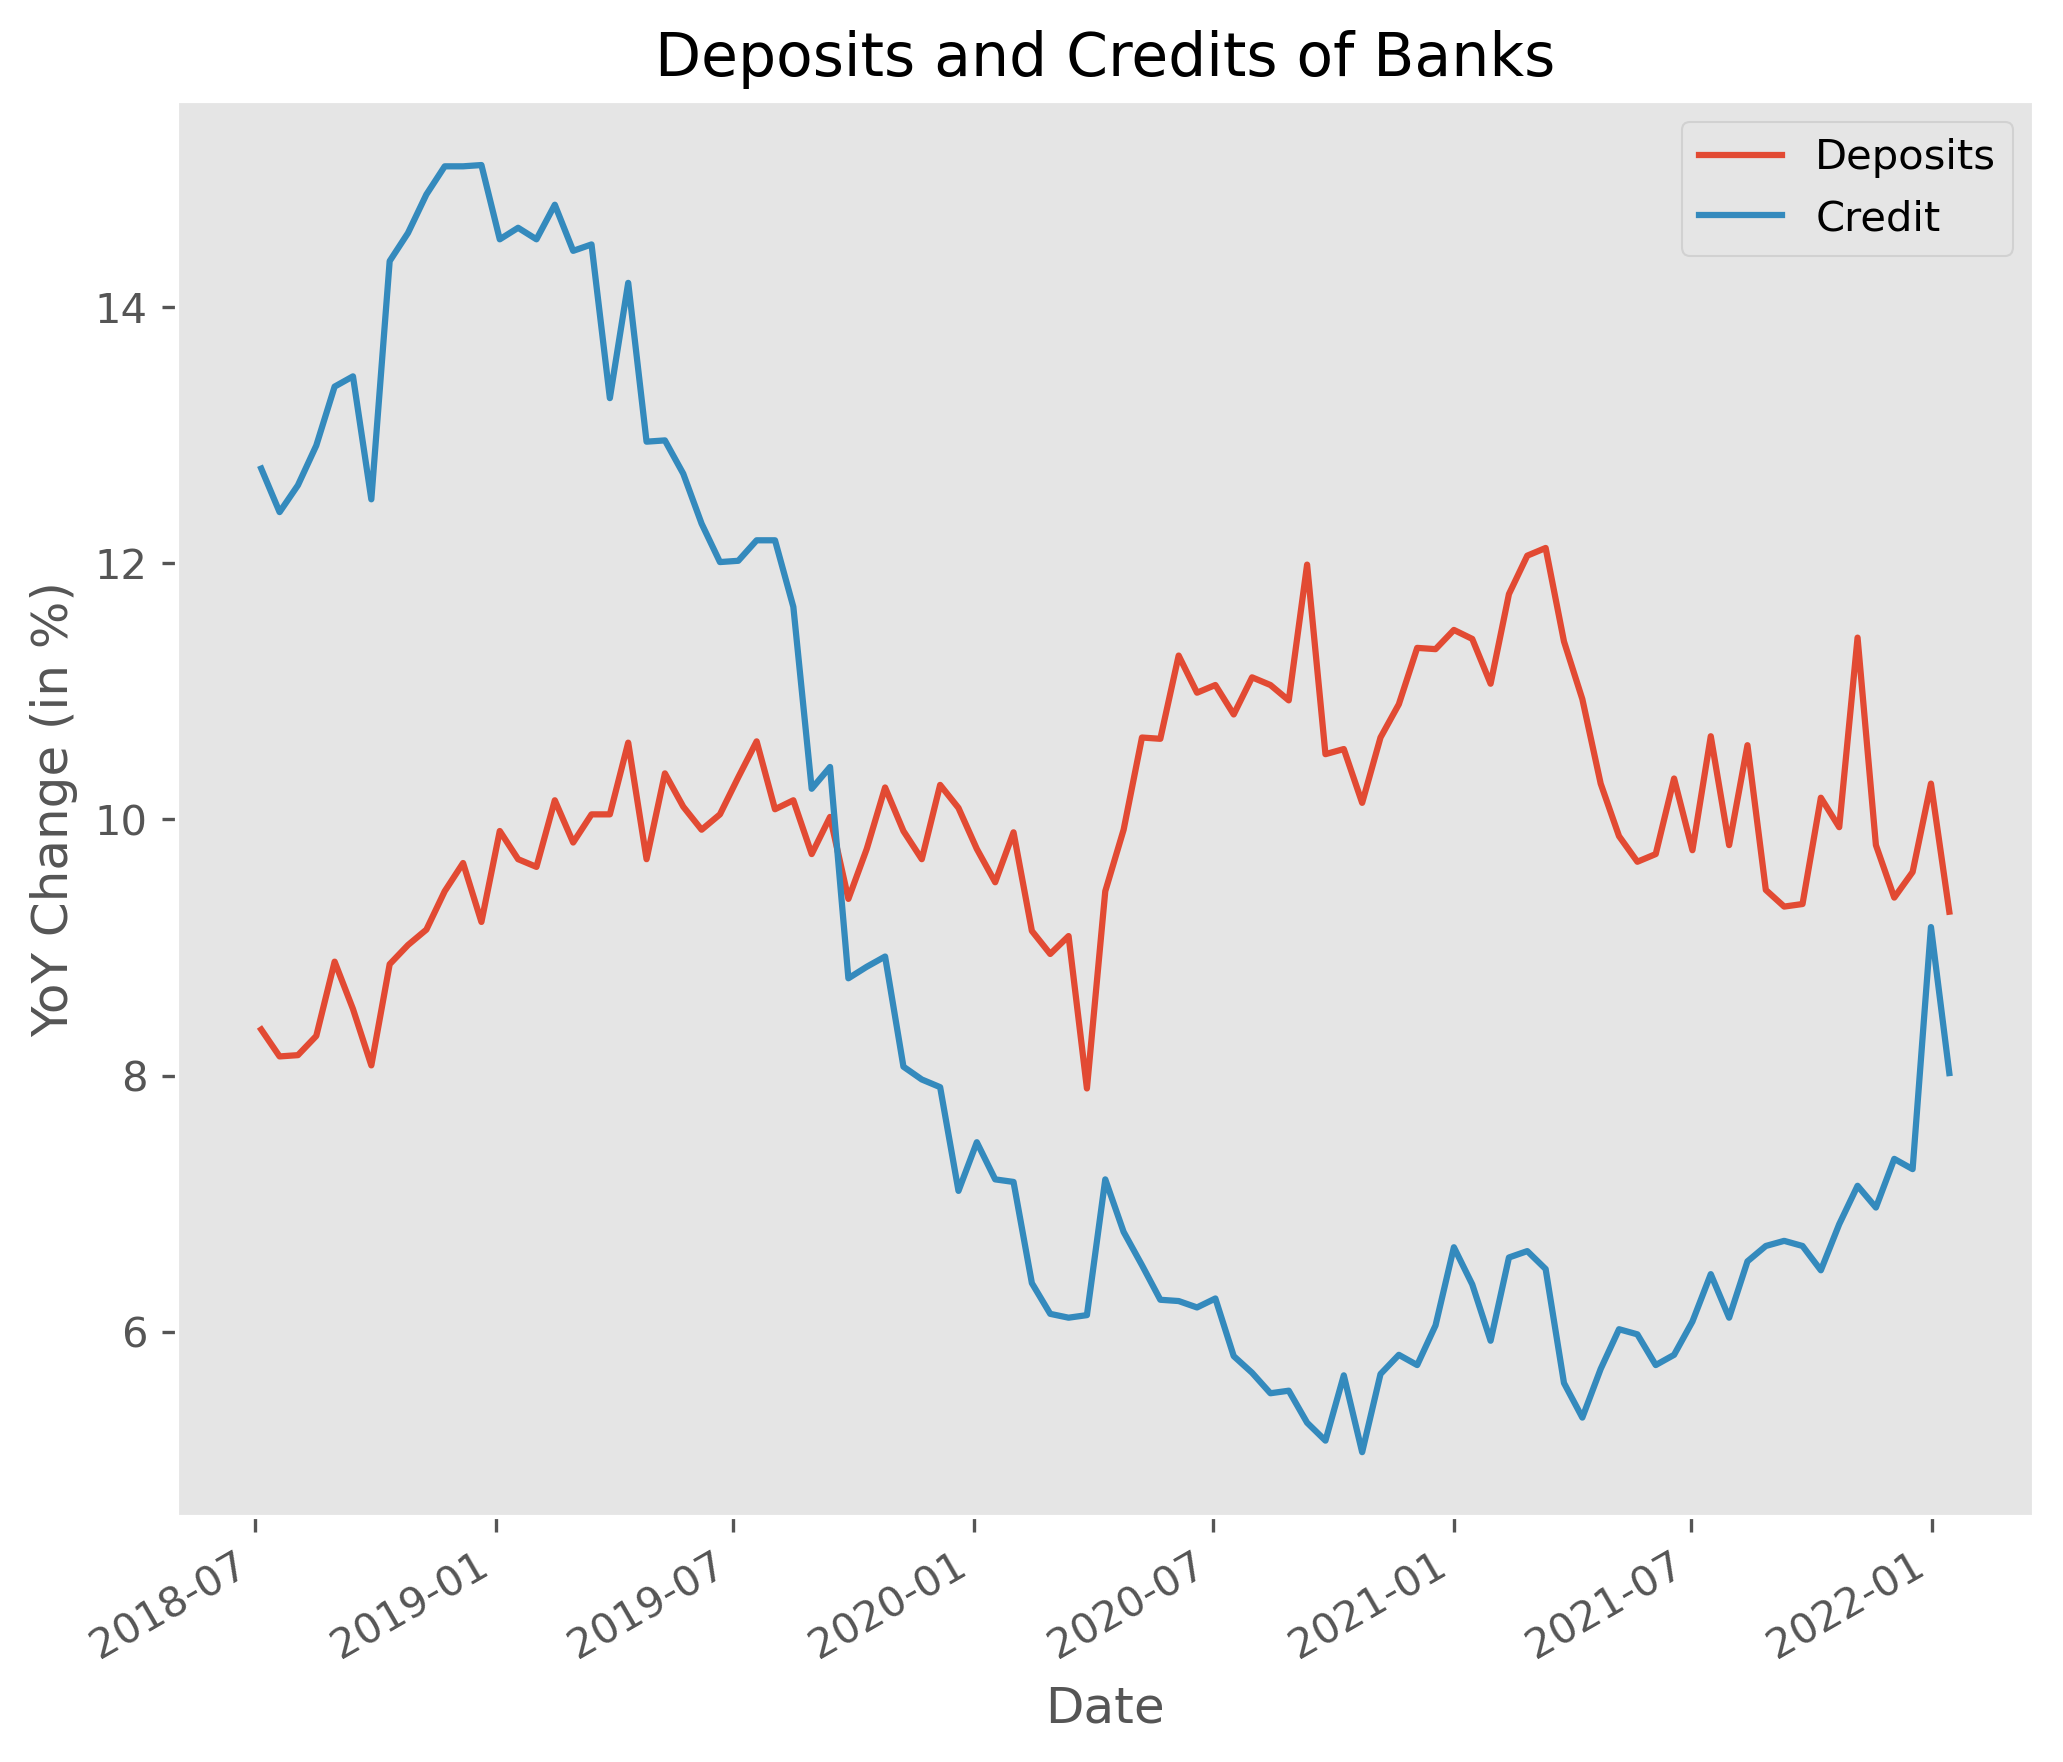 Deposits and Credits of Banks
Deposits
Credit
14
12
10
8
6
YoY Change (in %)
2018-07
2019-01
2019-07
2020-01
2020-07
2021-01
2021-07
2022-01
Date